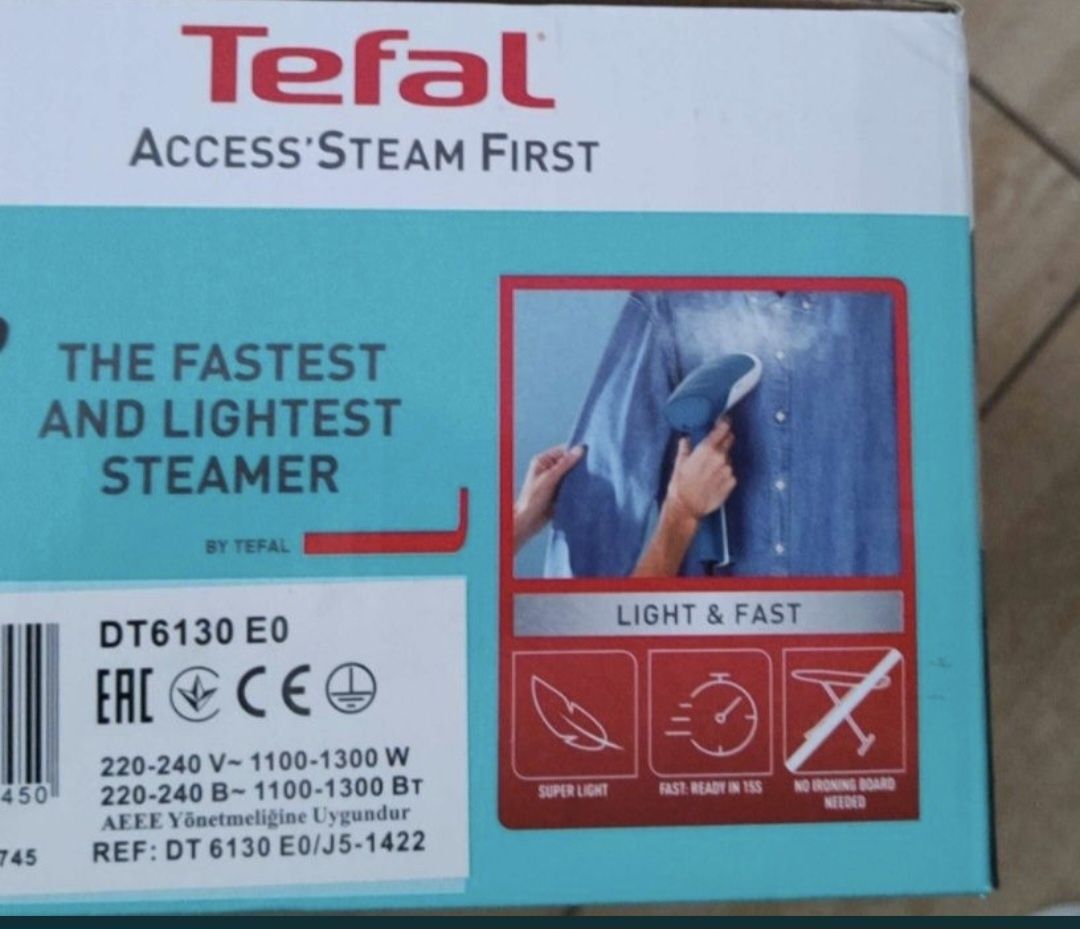 Tefal
ACCESS'STEAM FIRST
THE FASTEST
AND LIGHTEST
STEAMER
BY TEFAL
LIGHT & FAST
SUPER LIGHT
FAST: READY IN 15S
NO IRONING BOARD
NEEDED
DT6130 E0
EAC CE
220-240 V~ 1100-1300 W
220-240 В~ 1100-1300 Вт
AEEE Yönetmeliğine Uygundur
REF: DT 6130 E0/J5-1422
450
745